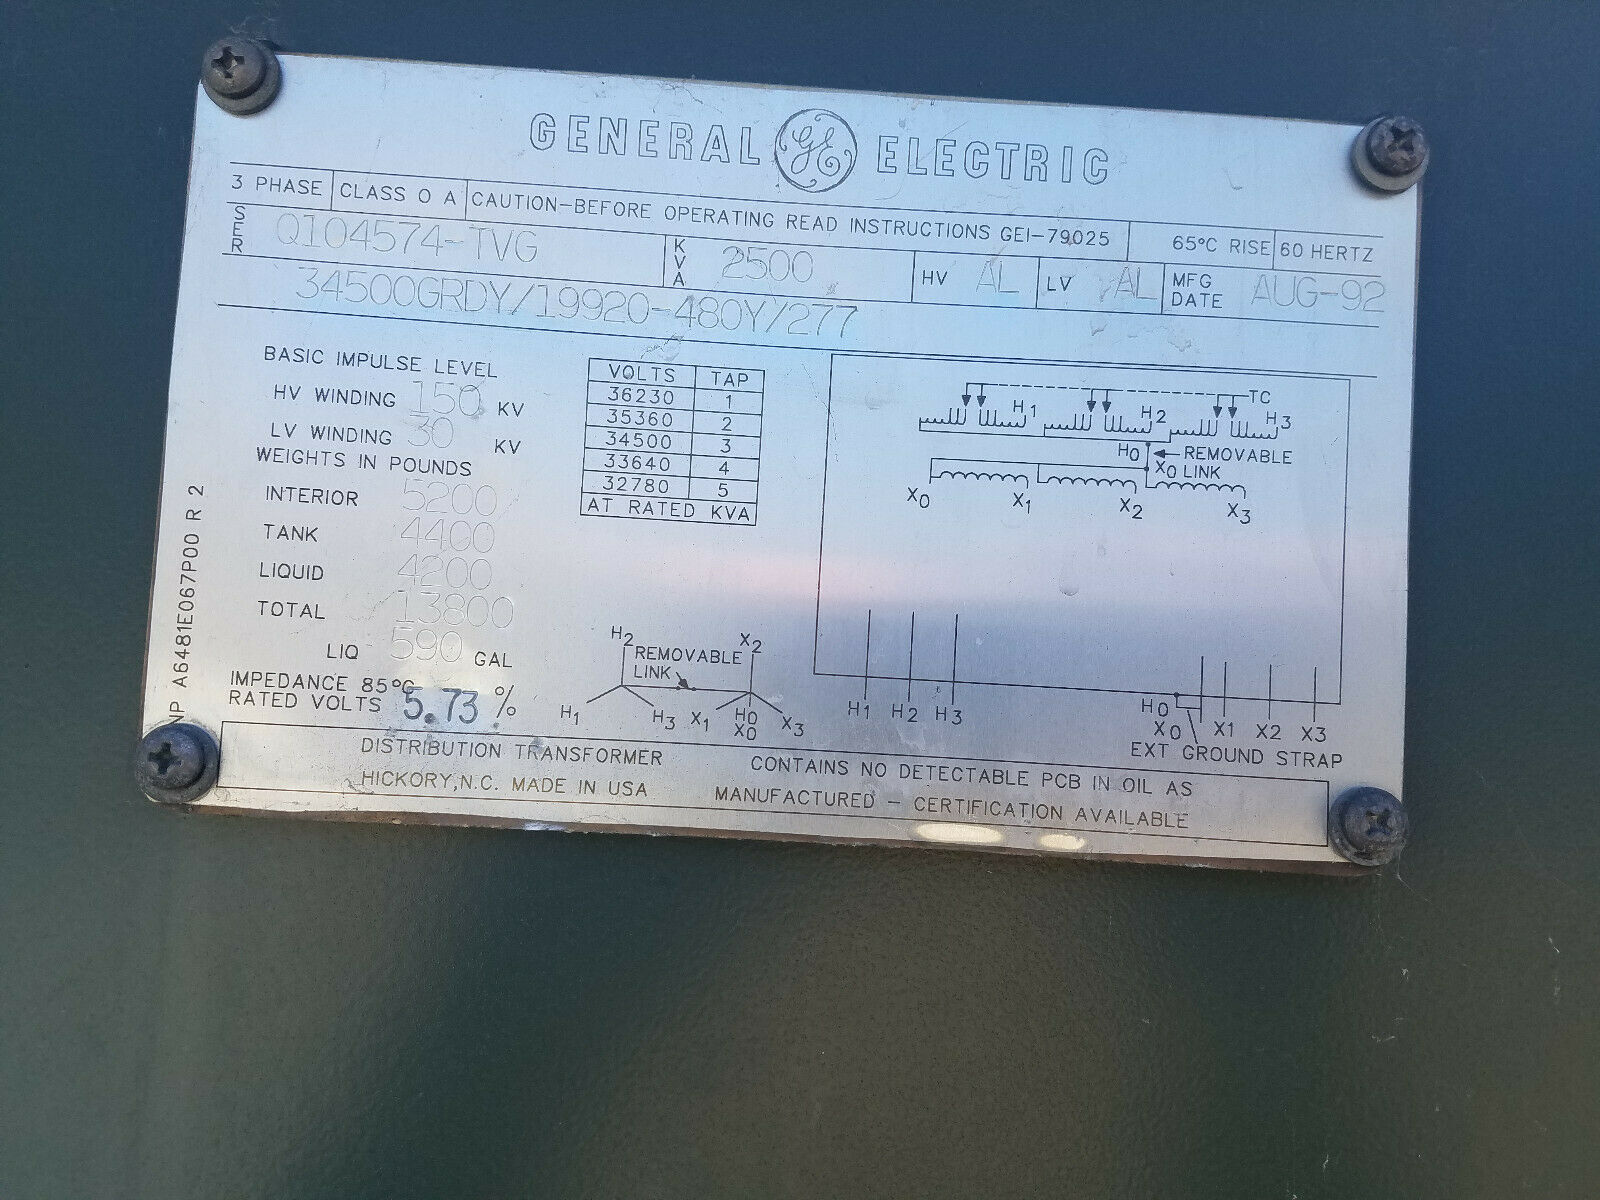 GENERAL GE ELECTRIC
3 PHASE CLASS O A CAUTION-BEFORE OPERATING READ INSTRUCTIONS GEI-79025 65°C RISE 60 HERTZ
SER Q104574-TVG KVA 2500 HV AL LV AL MFG DATE AUG-92
34500GRDY/19920-480Y/277
BASIC IMPULSE LEVEL
HV WINDING 150 KV
LV WINDING 30 KV
WEIGHTS IN POUNDS
INTERIOR 5200
TANK 4400
LIQUID 4200
TOTAL 13800
LIQ 590 GAL
IMPEDANCE 85°C
RATED VOLTS 5.73 %
NP A6481E067P00 R 2
VOLTS TAP
36230 1
35360 2
34500 3
33640 4
32780 5
AT RATED KVA
H2 X2
REMOVABLE
LINK
H1 H3 X1 H0 X3
X0
TC
H1 H2 H3
H0 REMOVABLE
X0 LINK
X0 X1 X2 X3
H1 H2 H3 H0
X0 X1 X2 X3
EXT GROUND STRAP
DISTRIBUTION TRANSFORMER
HICKORY, N.C. MADE IN USA
CONTAINS NO DETECTABLE PCB IN OIL AS
MANUFACTURED - CERTIFICATION AVAILABLE